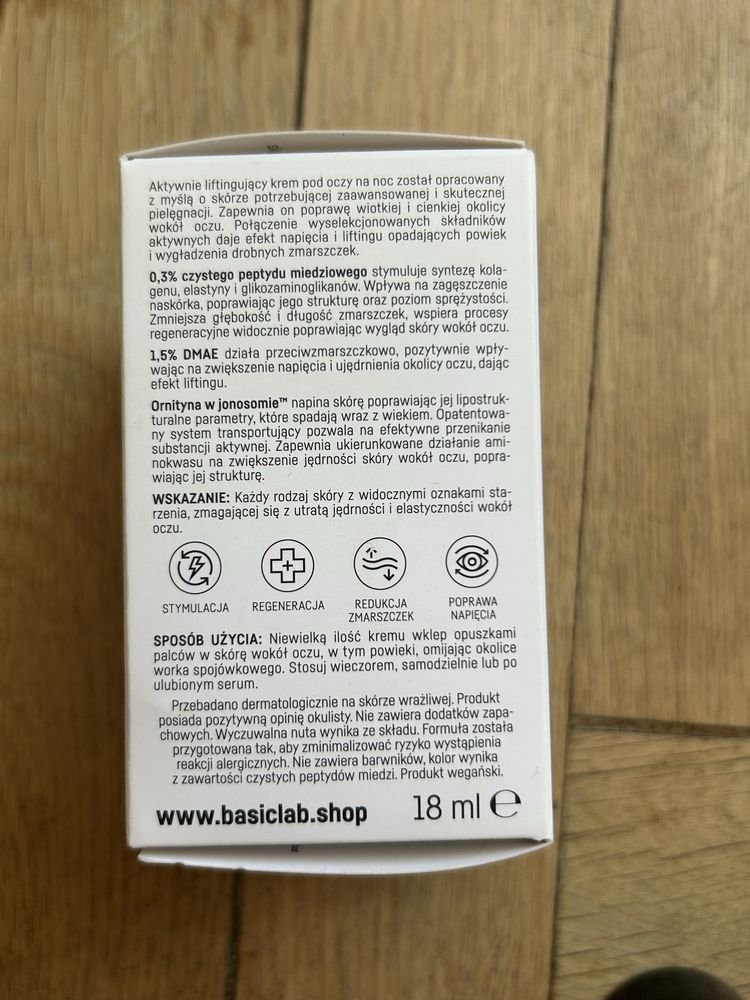 Aktywnie liftingujący krem pod oczy na noc został opracowany
z myślą o skórze potrzebującej zaawansowanej i skutecznej
pielęgnacji. Zapewnia on poprawę wiotkiej i cienkiej okolicy
wokół oczu. Połączenie wyselekcjonowanych składników
aktywnych daje efekt napięcia i liftingu opadających powiek
i wygładzenia drobnych zmarszczek.
0,3% czystego peptydu miedziowego stymuluje syntezę kola-
genu, elastyny i glikozaminoglikanów. Wpływa na zagęszczenie
naskórka, poprawiając jego strukturę oraz poziom sprężystości.
Zmniejsza głębokość i długość zmarszczek, wspiera procesy
regeneracyjne widocznie poprawiając wygląd skóry wokół oczu.
1,5% DMAE działa przeciwzmarszczkowo, pozytywnie wpły-
wając na zwiększenie napięcia i ujędrnienia okolicy oczu, dając
efekt liftingu.
Ornityna w jonosomie™ napina skórę poprawiając jej lipostruk-
turalne parametry, które spadają wraz z wiekiem. Opatentowa-
ny system transportujący pozwala na efektywne przenikanie
substancji aktywnej. Zapewnia ukierunkowane działanie ami-
nokwasu na zwiększenie jędrności skóry wokół oczu, popra-
wiając jej strukturę.
WSKAZANIE: Każdy rodzaj skóry z widocznymi oznakami sta-
rzenia, zmagającej się z utratą jędrności i elastyczności wokół
oczu.
STYMULACJA
REGENERACJA
REDUKCJA
ZMARSZCZEK
POPRAWA
NAPIĘCIA
SPOSÓB UŻYCIA: Niewielką ilość kremu wklep opuszkami
palców w skórę wokół oczu, w tym powieki, omijając okolice
worka spojówkowego. Stosuj wieczorem, samodzielnie lub po
ulubionym serum.
Przebadano dermatologicznie na skórze wrażliwej. Produkt
posiada pozytywną opinię okulisty. Nie zawiera dodatków zapa-
chowych. Wyczuwalna nuta wynika ze składu. Formuła została
przygotowana tak, aby zminimalizować ryzyko wystąpienia
reakcji alergicznych. Nie zawiera barwników, kolor wynika
z zawartości czystych peptydów miedzi. Produkt wegański.
www.basiclab.shop
18 ml ℮